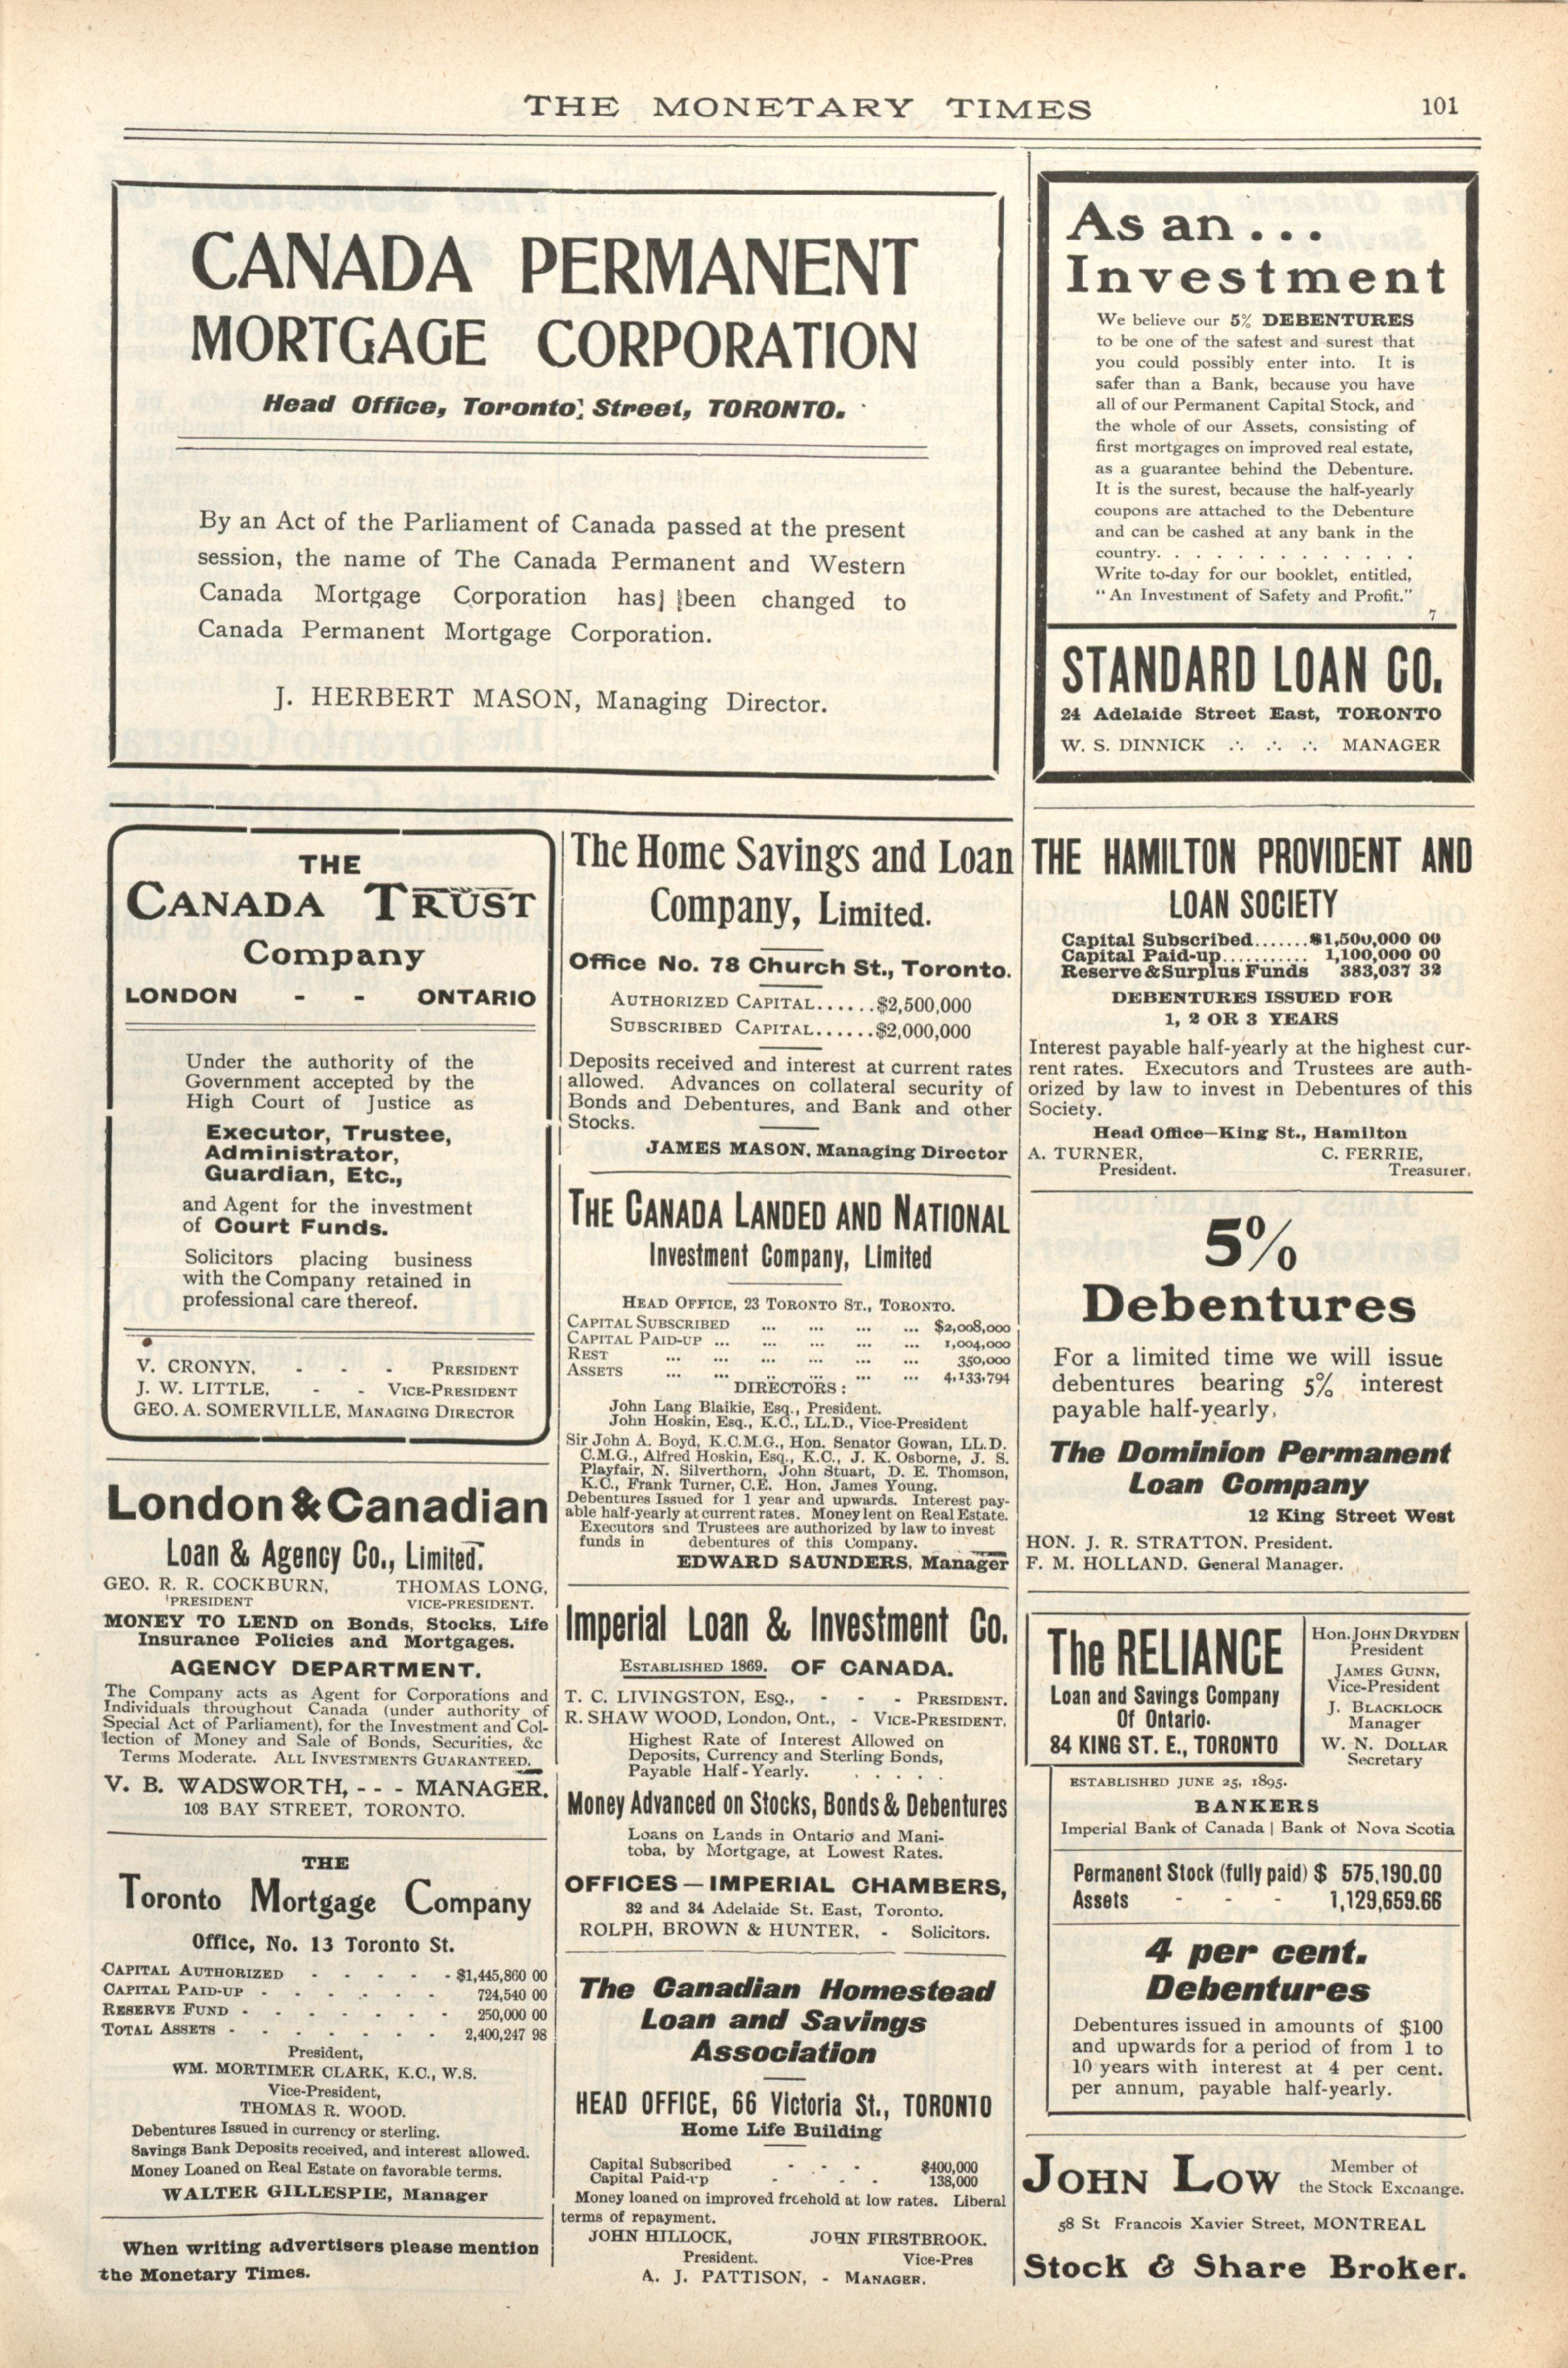 THE MONETARY TIMES 101
CANADA PERMANENT
MORTGAGE CORPORATION
Head Office, Toronto Street, TORONTO.
By an Act of the Parliament of Canada passed at the present
session, the name of The Canada Permanent and Western
Canada Mortgage Corporation has been changed to
Canada Permanent Mortgage Corporation.
J. HERBERT MASON, Managing Director.
As an ...
Investment
We believe our 5% DEBENTURES
to be one of the safest and surest that
you could possibly enter into. It is
safer than a Bank, because you have
all of our Permanent Capital Stock, and
the whole of our Assets, consisting of
first mortgages on improved real estate,
as a guarantee behind the Debenture.
It is the surest, because the half-yearly
coupons are attached to the Debenture
and can be cashed at any bank in the
country. . . . . . . . . . . . .
Write to-day for our booklet, entitled,
"An Investment of Safety and Profit."
7
STANDARD LOAN CO.
24 Adelaide Street East, TORONTO
W. S. DINNICK ∴ ∴ ∴ MANAGER
THE
CANADA TRUST
Company
LONDON - - ONTARIO
Under the authority of the
Government accepted by the
High Court of Justice as
Executor, Trustee,
Administrator,
Guardian, Etc.,
and Agent for the investment
of Court Funds.
Solicitors placing business
with the Company retained in
professional care thereof.
V. CRONYN, - - - PRESIDENT
J. W. LITTLE, - - VICE-PRESIDENT
GEO. A. SOMERVILLE, MANAGING DIRECTOR
London & Canadian
Loan & Agency Co., Limited.
GEO. R. R. COCKBURN, THOMAS LONG,
PRESIDENT VICE-PRESIDENT.
MONEY TO LEND on Bonds, Stocks, Life
Insurance Policies and Mortgages.
AGENCY DEPARTMENT.
The Company acts as Agent for Corporations and
Individuals throughout Canada (under authority of
Special Act of Parliament), for the Investment and Col-
lection of Money and Sale of Bonds, Securities, &c
Terms Moderate. ALL INVESTMENTS GUARANTEED.
V. B. WADSWORTH, - - - MANAGER.
103 BAY STREET, TORONTO.
THE
Toronto Mortgage Company
Office, No. 13 Toronto St.
CAPITAL AUTHORIZED - - - - - $1,445,860 00
CAPITAL PAID-UP - - - - - - 724,540 00
RESERVE FUND - - - - - - - 250,000 00
TOTAL ASSETS - - - - - - - 2,400,247 98
President,
WM. MORTIMER CLARK, K.C., W.S.
Vice-President,
THOMAS R. WOOD.
Debentures Issued in currency or sterling.
Savings Bank Deposits received, and interest allowed.
Money Loaned on Real Estate on favorable terms.
WALTER GILLESPIE, Manager
When writing advertisers please mention
the Monetary Times.
The Home Savings and Loan
Company, Limited.
Office No. 78 Church St., Toronto.
AUTHORIZED CAPITAL......$2,500,000
SUBSCRIBED CAPITAL......$2,000,000
Deposits received and interest at current rates
allowed. Advances on collateral security of
Bonds and Debentures, and Bank and other
Stocks.
JAMES MASON, Managing Director
THE CANADA LANDED AND NATIONAL
Investment Company, Limited
HEAD OFFICE, 23 TORONTO ST., TORONTO.
CAPITAL SUBSCRIBED ... ... ... ... $2,008,000
CAPITAL PAID-UP ... ... ... ... ... 1,004,000
REST ... ... ... ... ... ... 350,000
ASSETS ... ... ... ... ... ... 4,133,794
DIRECTORS:
John Lang Blaikie, Esq., President.
John Hoskin, Esq., K.C., LL.D., Vice-President
Sir John A. Boyd, K.C.M.G., Hon. Senator Gowan, LL.D.
C.M.G., Alfred Hoskin, Esq., K.C., J. K. Osborne, J. S.
Playfair, N. Silverthorn, John Stuart, D. E. Thomson,
K.C., Frank Turner, C.E. Hon. James Young.
Debentures Issued for 1 year and upwards. Interest pay-
able half-yearly at current rates. Money lent on Real Estate.
Executors and Trustees are authorized by law to invest
funds in debentures of this Company.
EDWARD SAUNDERS, Manager
Imperial Loan & Investment Co.
ESTABLISHED 1869. OF CANADA.
T. C. LIVINGSTON, ESQ., - - - PRESIDENT.
R. SHAW WOOD, London, Ont., - VICE-PRESIDENT.
Highest Rate of Interest Allowed on
Deposits, Currency and Sterling Bonds,
Payable Half-Yearly. . . . . .
Money Advanced on Stocks, Bonds & Debentures
Loans on Lands in Ontario and Mani-
toba, by Mortgage, at Lowest Rates.
OFFICES—IMPERIAL CHAMBERS,
32 and 34 Adelaide St. East, Toronto.
ROLPH, BROWN & HUNTER, - Solicitors.
The Canadian Homestead
Loan and Savings
Association
HEAD OFFICE, 66 Victoria St., TORONTO
Home Life Building
Capital Subscribed - - - $400,000
Capital Paid-up - - - 138,000
Money loaned on improved freehold at low rates. Liberal
terms of repayment.
JOHN HILLOCK, JOHN FIRSTBROOK.
President. Vice-Pres
A. J. PATTISON, - MANAGER.
THE HAMILTON PROVIDENT AND
LOAN SOCIETY
Capital Subscribed.......$1,500,000 00
Capital Paid-up........... 1,100,000 00
Reserve & Surplus Funds 383,037 32
DEBENTURES ISSUED FOR
1, 2 OR 3 YEARS
Interest payable half-yearly at the highest cur-
rent rates. Executors and Trustees are auth-
orized by law to invest in Debentures of this
Society.
Head Office—King St., Hamilton
A. TURNER, C. FERRIE,
President. Treasurer.
5%
Debentures
For a limited time we will issue
debentures bearing 5% interest
payable half-yearly.
The Dominion Permanent
Loan Company
12 King Street West
HON. J. R. STRATTON, President.
F. M. HOLLAND, General Manager.
The RELIANCE
Loan and Savings Company
Of Ontario.
84 KING ST. E., TORONTO
Hon. JOHN DRYDEN
President
JAMES GUNN,
Vice-President
J. BLACKLOCK
Manager
W. N. DOLLAR
Secretary
ESTABLISHED JUNE 25, 1895.
BANKERS
Imperial Bank of Canada | Bank of Nova Scotia
Permanent Stock (fully paid) $ 575,190.00
Assets - - - 1,129,659.66
4 per cent.
Debentures
Debentures issued in amounts of $100
and upwards for a period of from 1 to
10 years with interest at 4 per cent.
per annum, payable half-yearly.
JOHN LOW Member of
the Stock Exchange.
58 St Francois Xavier Street, MONTREAL
Stock & Share Broker.